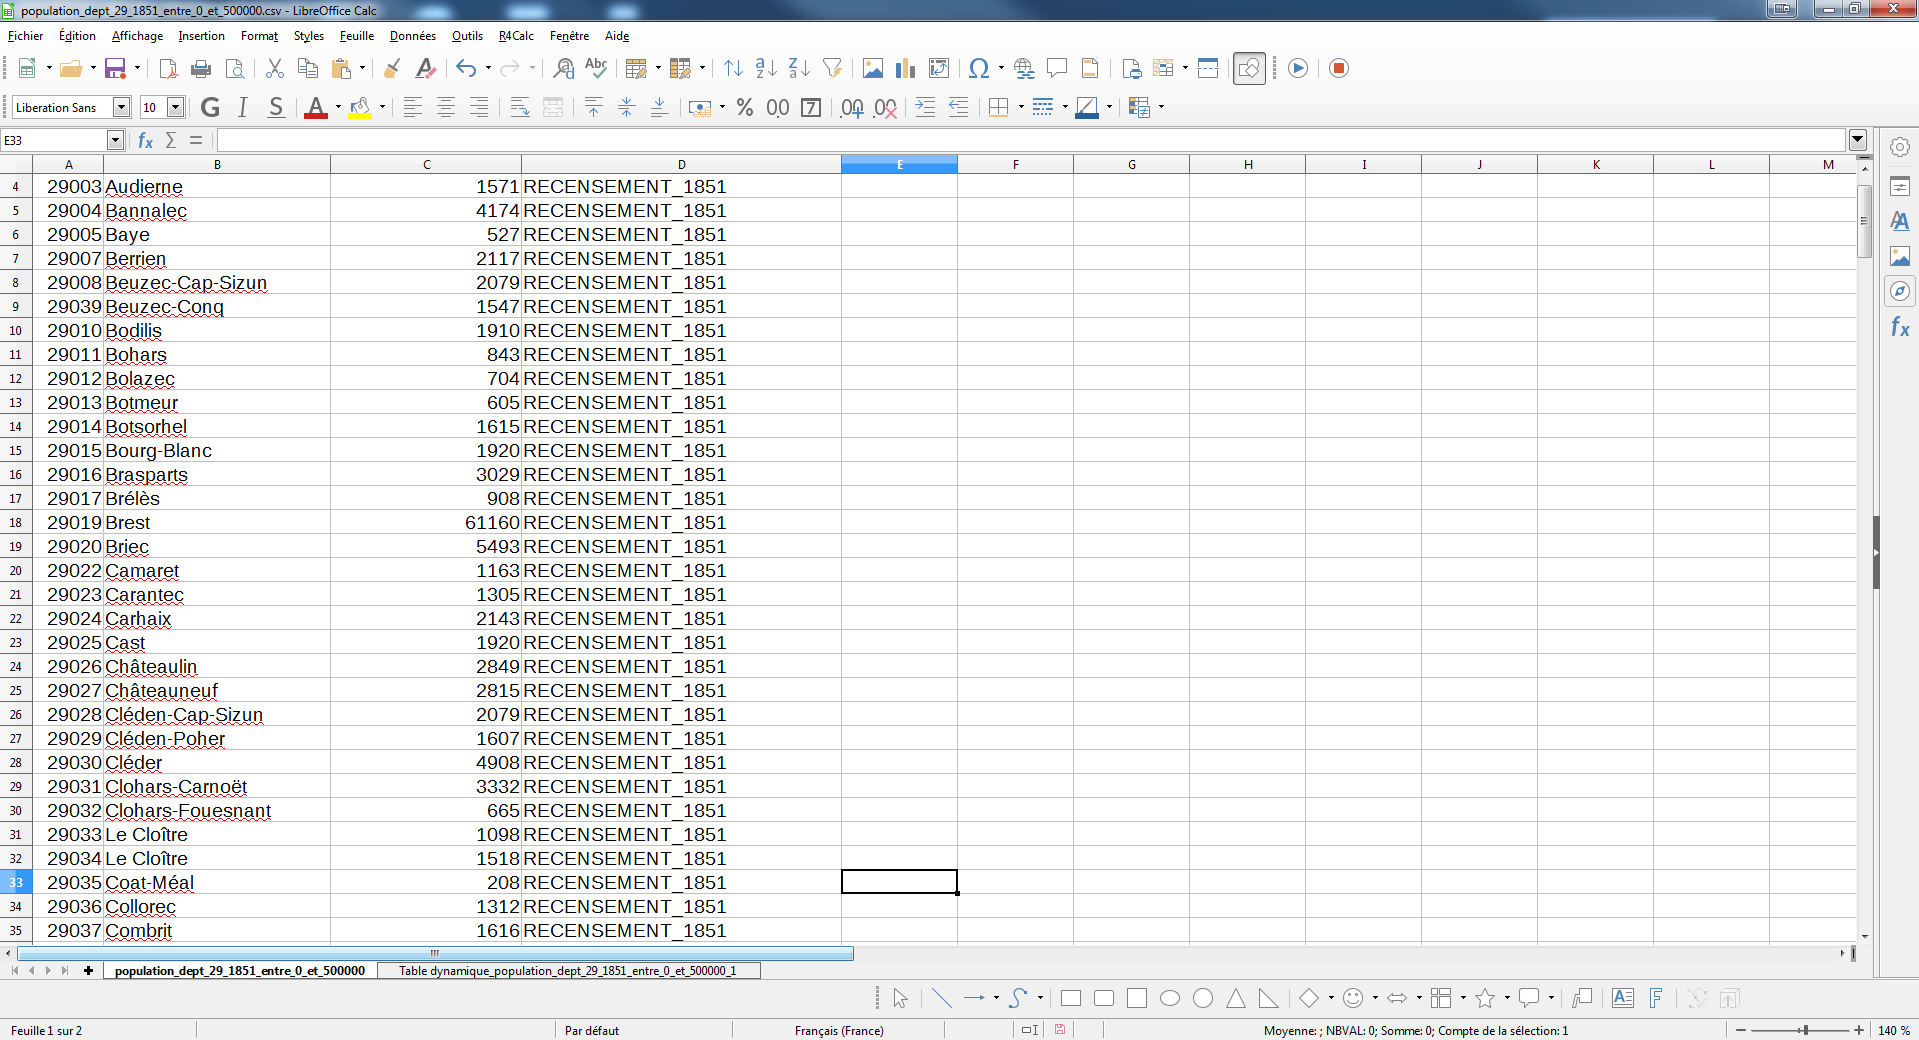 population_dept_29_1851_entre_0_et_500000.csv - LibreOffice Calc
Fichier Édition Affichage Insertion Format Styles Feuille Données Outils R4Calc Fenêtre Aide
Liberation Sans 10 G I S
E33
A B C D E F G H I J K L M
4 29003 Audierne 1571 RECENSEMENT_1851
5 29004 Bannalec 4174 RECENSEMENT_1851
6 29005 Baye 527 RECENSEMENT_1851
7 29007 Berrien 2117 RECENSEMENT_1851
8 29008 Beuzec-Cap-Sizun 2079 RECENSEMENT_1851
9 29039 Beuzec-Conq 1547 RECENSEMENT_1851
10 29010 Bodilis 1910 RECENSEMENT_1851
11 29011 Bohars 843 RECENSEMENT_1851
12 29012 Bolazec 704 RECENSEMENT_1851
13 29013 Botmeur 605 RECENSEMENT_1851
14 29014 Botsorhel 1615 RECENSEMENT_1851
15 29015 Bourg-Blanc 1920 RECENSEMENT_1851
16 29016 Brasparts 3029 RECENSEMENT_1851
17 29017 Brélès 908 RECENSEMENT_1851
18 29019 Brest 61160 RECENSEMENT_1851
19 29020 Briec 5493 RECENSEMENT_1851
20 29022 Camaret 1163 RECENSEMENT_1851
21 29023 Carantec 1305 RECENSEMENT_1851
22 29024 Carhaix 2143 RECENSEMENT_1851
23 29025 Cast 1920 RECENSEMENT_1851
24 29026 Châteaulin 2849 RECENSEMENT_1851
25 29027 Châteauneuf 2815 RECENSEMENT_1851
26 29028 Cléden-Cap-Sizun 2079 RECENSEMENT_1851
27 29029 Cléden-Poher 1607 RECENSEMENT_1851
28 29030 Cléder 4908 RECENSEMENT_1851
29 29031 Clohars-Carnoët 3332 RECENSEMENT_1851
30 29032 Clohars-Fouesnant 665 RECENSEMENT_1851
31 29033 Le Cloître 1098 RECENSEMENT_1851
32 29034 Le Cloître 1518 RECENSEMENT_1851
33 29035 Coat-Méal 208 RECENSEMENT_1851
34 29036 Collorec 1312 RECENSEMENT_1851
35 29037 Combrit 1616 RECENSEMENT_1851
population_dept_29_1851_entre_0_et_500000 Table dynamique_population_dept_29_1851_entre_0_et_500000_1
Feuille 1 sur 2 Par défaut Français (France) Moyenne: ; NBVAL: 0; Somme: 0; Compte de la sélection: 1 140 %